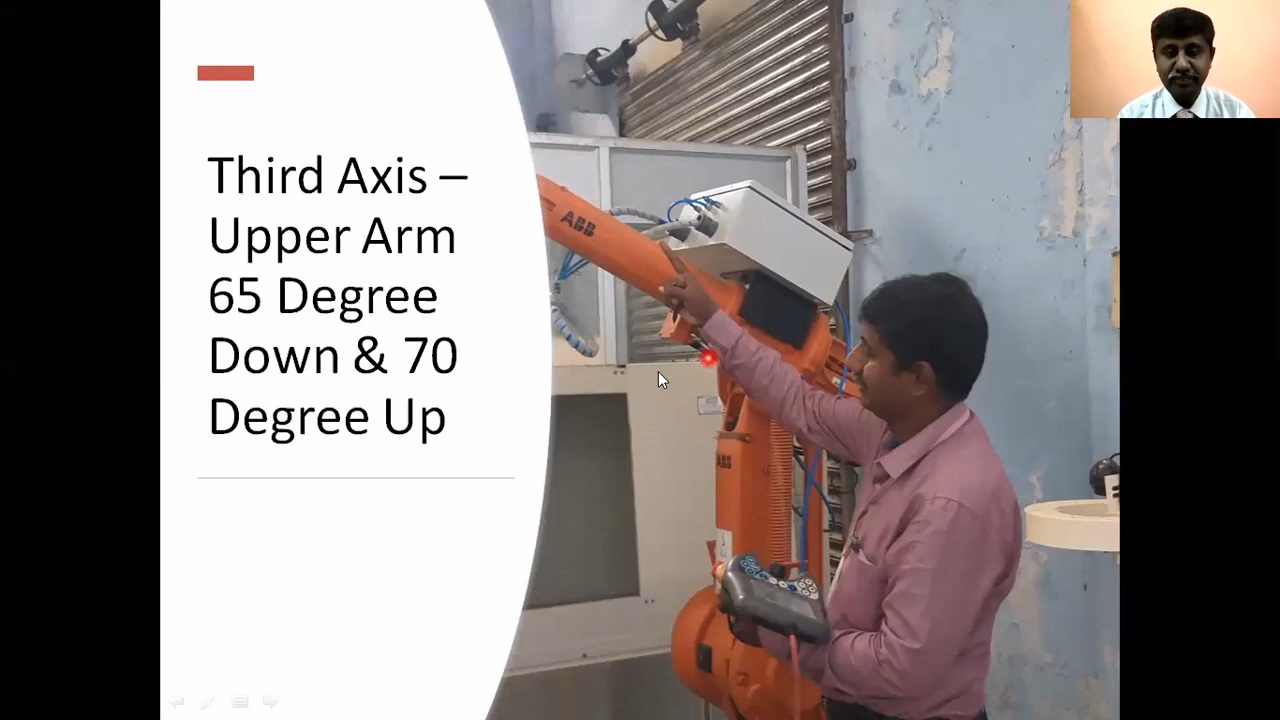 Third Axis –
Upper Arm
65 Degree
Down & 70
Degree Up
ABB
ABB